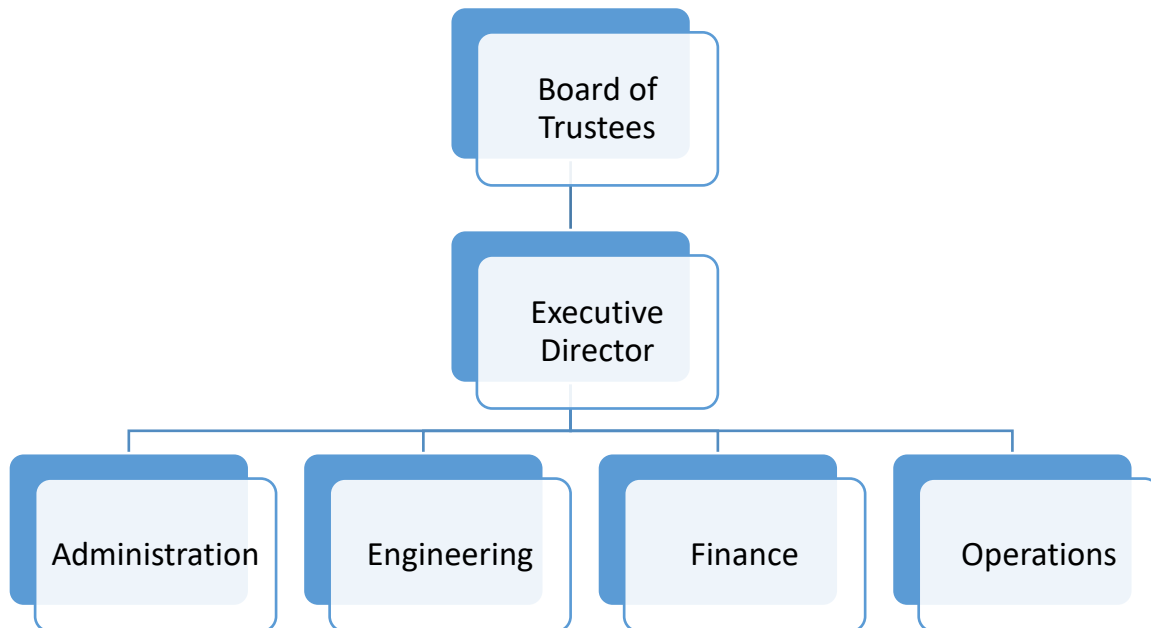 Board of
Trustees
Executive
Director
Administration
Engineering
Finance
Operations